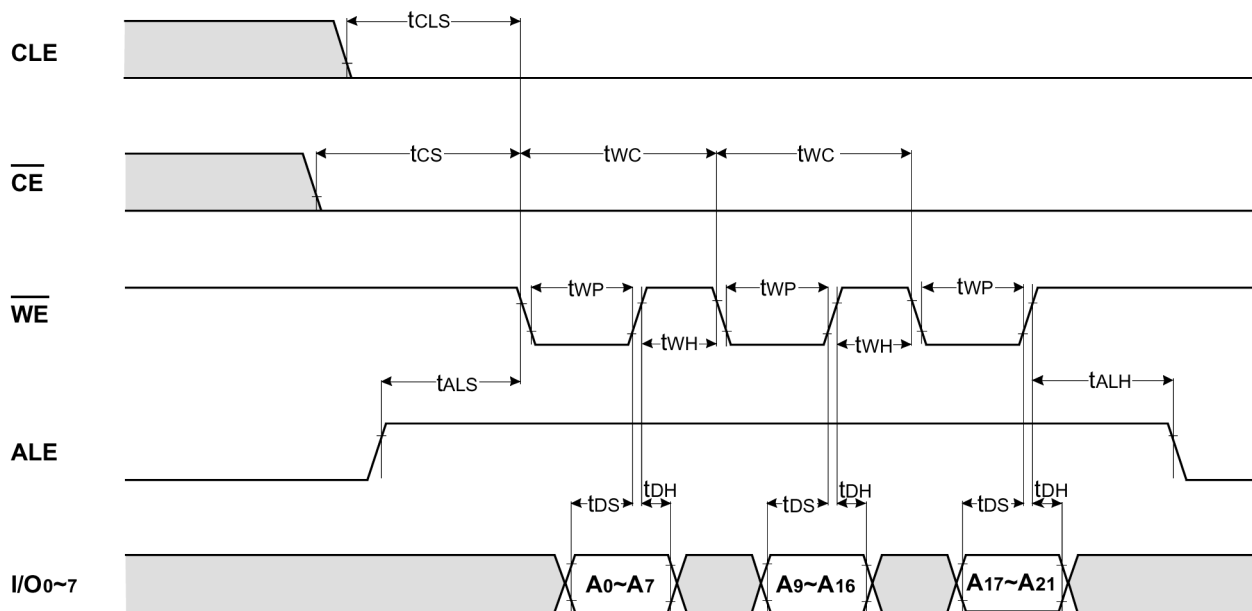 tCLS
CLE
tCS tWC tWC
CE
tWP tWP tWP
WE
tWH tWH
tALS tALH
ALE
tDS tDH tDS tDH tDS tDH
I/O0~7 A0~A7 A9~A16 A17~A21